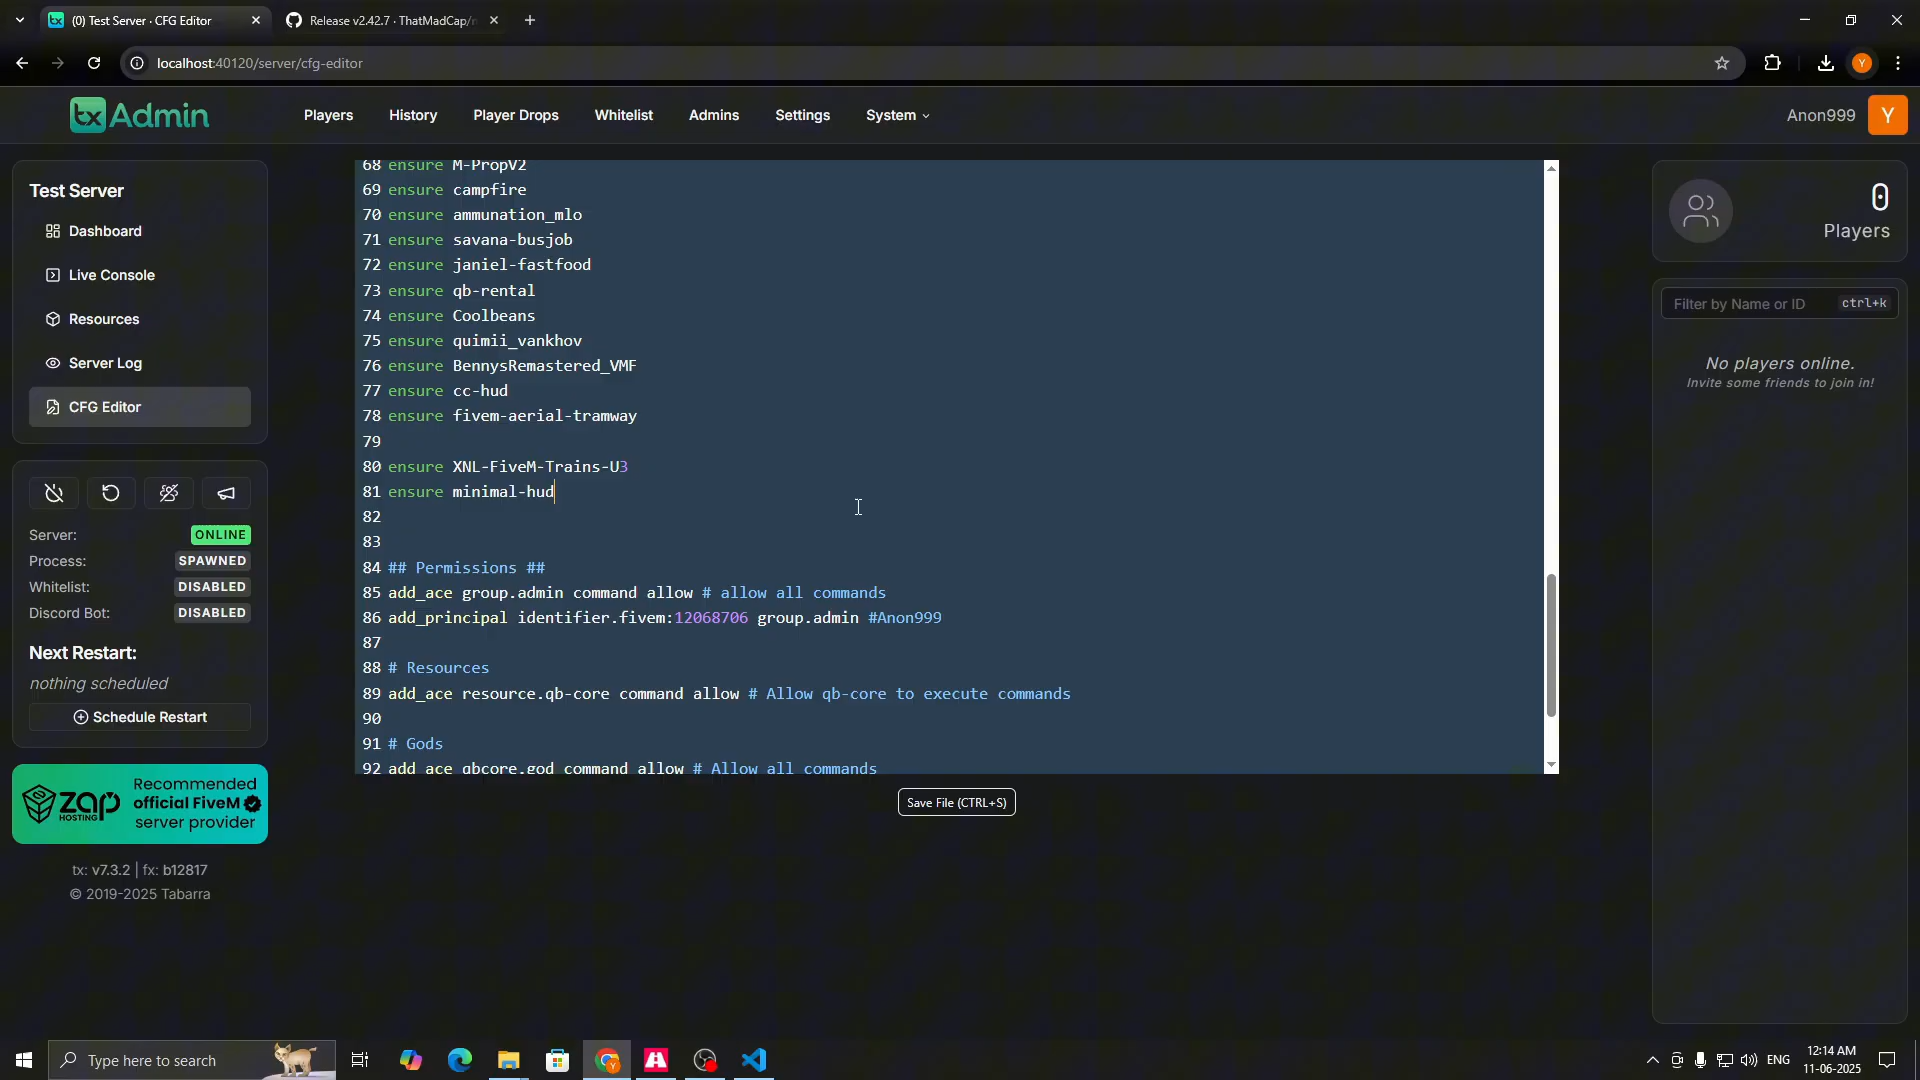 (0) Test Server · CFG Editor
Release v2.42.7 · ThatMadCap/
localhost:40120/server/cfg-editor
Y
tx Admin
Players
History
Player Drops
Whitelist
Admins
Settings
System
Anon999
Y
Test Server
Dashboard
Live Console
Resources
Server Log
CFG Editor
Server: ONLINE
Process: SPAWNED
Whitelist: DISABLED
Discord Bot: DISABLED
Next Restart:
nothing scheduled
Schedule Restart
ZAP HOSTING
Recommended
official FiveM
server provider
tx: v7.3.2 | fx: b12817
© 2019-2025 Tabarra
68 ensure M-PropV2
69 ensure campfire
70 ensure ammunation_mlo
71 ensure savana-busjob
72 ensure janiel-fastfood
73 ensure qb-rental
74 ensure Coolbeans
75 ensure quimii_vankhov
76 ensure BennysRemastered_VMF
77 ensure cc-hud
78 ensure fivem-aerial-tramway
79
80 ensure XNL-FiveM-Trains-U3
81 ensure minimal-hud
82
83
84 ## Permissions ##
85 add_ace group.admin command allow # allow all commands
86 add_principal identifier.fivem:12068706 group.admin #Anon999
87
88 # Resources
89 add_ace resource.qb-core command allow # Allow qb-core to execute commands
90
91 # Gods
92 add_ace qbcore.god command allow # Allow all commands
Save File (CTRL+S)
0
Players
Filter by Name or ID
ctrl+k
No players online.
Invite some friends to join in!
Type here to search
ENG
12:14 AM
11-06-2025